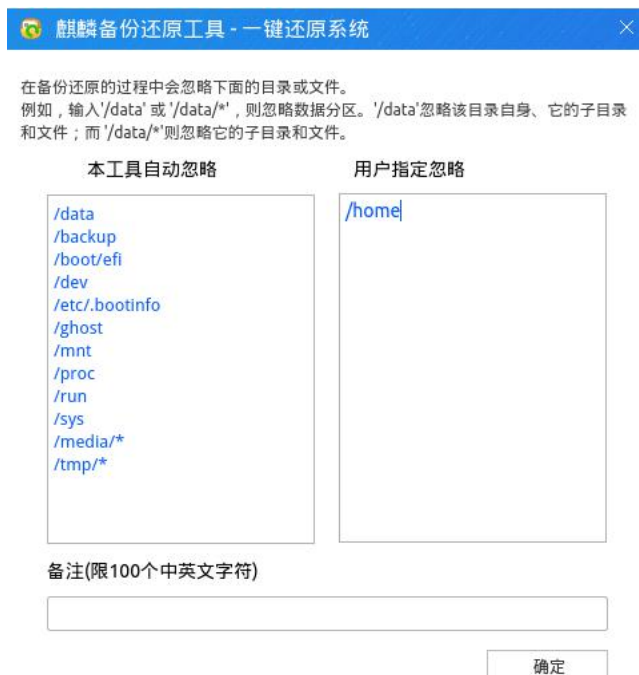 麒麟备份还原工具 - 一键还原系统
在备份还原的过程中会忽略下面的目录或文件。
例如，输入'/data' 或 '/data/*'，则忽略数据分区。'/data'忽略该目录自身、它的子目录
和文件；而 '/data/*'则忽略它的子目录和文件。
本工具自动忽略
用户指定忽略
/data
/backup
/boot/efi
/dev
/etc/.bootinfo
/ghost
/mnt
/proc
/run
/sys
/media/*
/tmp/*
/home
备注(限100个中英文字符)
确定